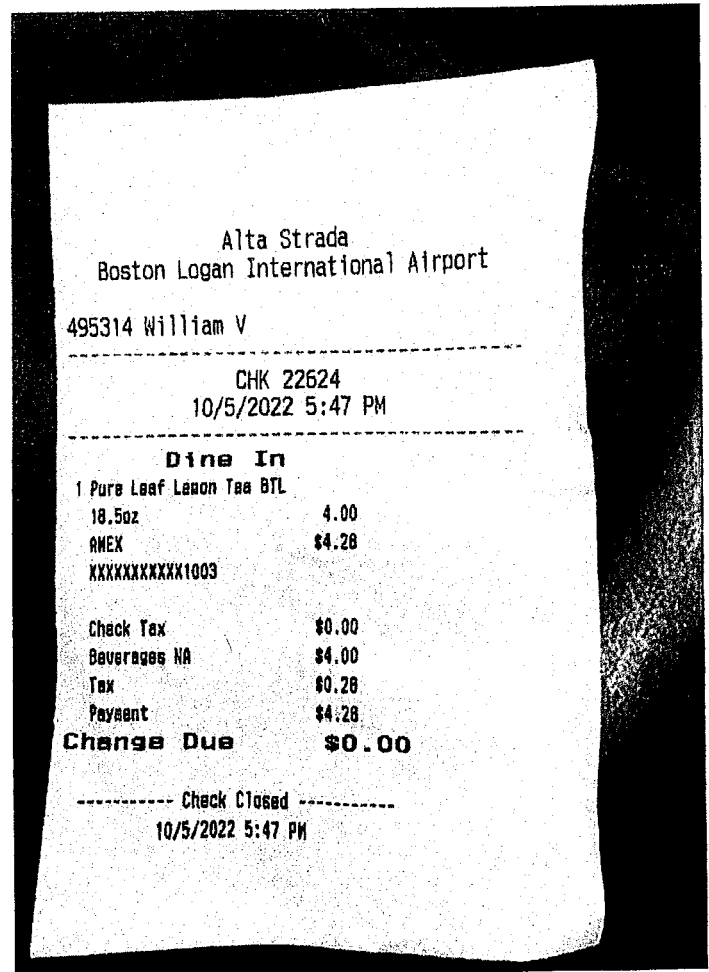 Alta Strada
Boston Logan International Airport
495314 William V
CHK 22624
10/5/2022 5:47 PM
Dine In
1 Pure Leaf Lemon Tea BTL
18.5oz 4.00
AMEX $4.28
XXXXXXXXXXX1003
Check Tax $0.00
Beverages NA $4.00
Tax $0.28
Payment $4.28
Change Due $0.00
----------- Check Closed -----------
10/5/2022 5:47 PM